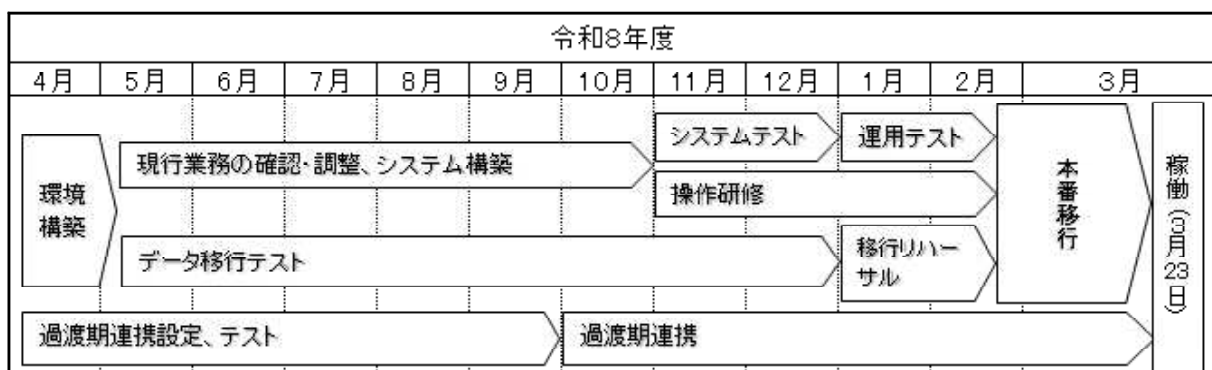 令和8年度
4月 5月 6月 7月 8月 9月 10月 11月 12月 1月 2月 3月
環境
構築
現行業務の確認・調整、システム構築
システムテスト
運用テスト
操作研修
データ移行テスト
移行リハー
サル
本番移行
過渡期連携設定、テスト
過渡期連携
稼働(3月23日)